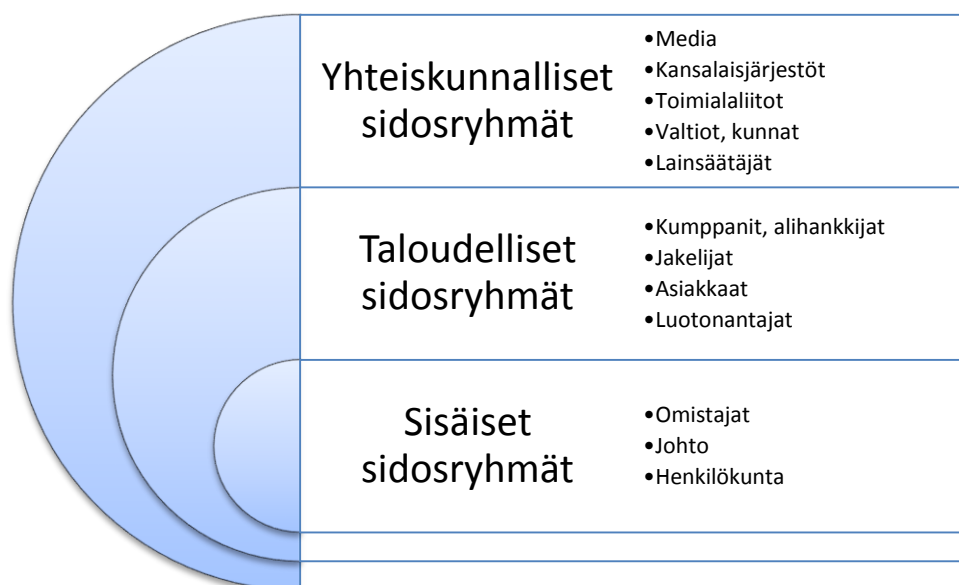 Yhteiskunnalliset
sidosryhmät
•Media
•Kansalaisjärjestöt
•Toimialaliitot
•Valtiot, kunnat
•Lainsäätäjät
Taloudelliset
sidosryhmät
•Kumppanit, alihankkijat
•Jakelijat
•Asiakkaat
•Luotonantajat
Sisäiset
sidosryhmät
•Omistajat
•Johto
•Henkilökunta